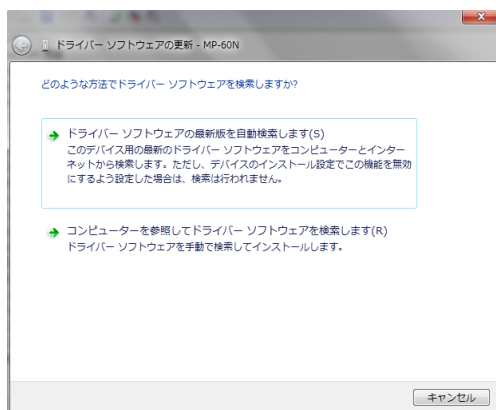 ドライバー ソフトウェアの更新 - MP-60N
どのような方法でドライバー ソフトウェアを検索しますか?
ドライバー ソフトウェアの最新版を自動検索します(S)
このデバイス用の最新のドライバー ソフトウェアをコンピューターとインター
ネットから検索します。ただし、デバイスのインストール設定でこの機能を無効
にするよう設定した場合は、検索は行われません。
コンピューターを参照してドライバー ソフトウェアを検索します(R)
ドライバー ソフトウェアを手動で検索してインストールします。
キャンセル